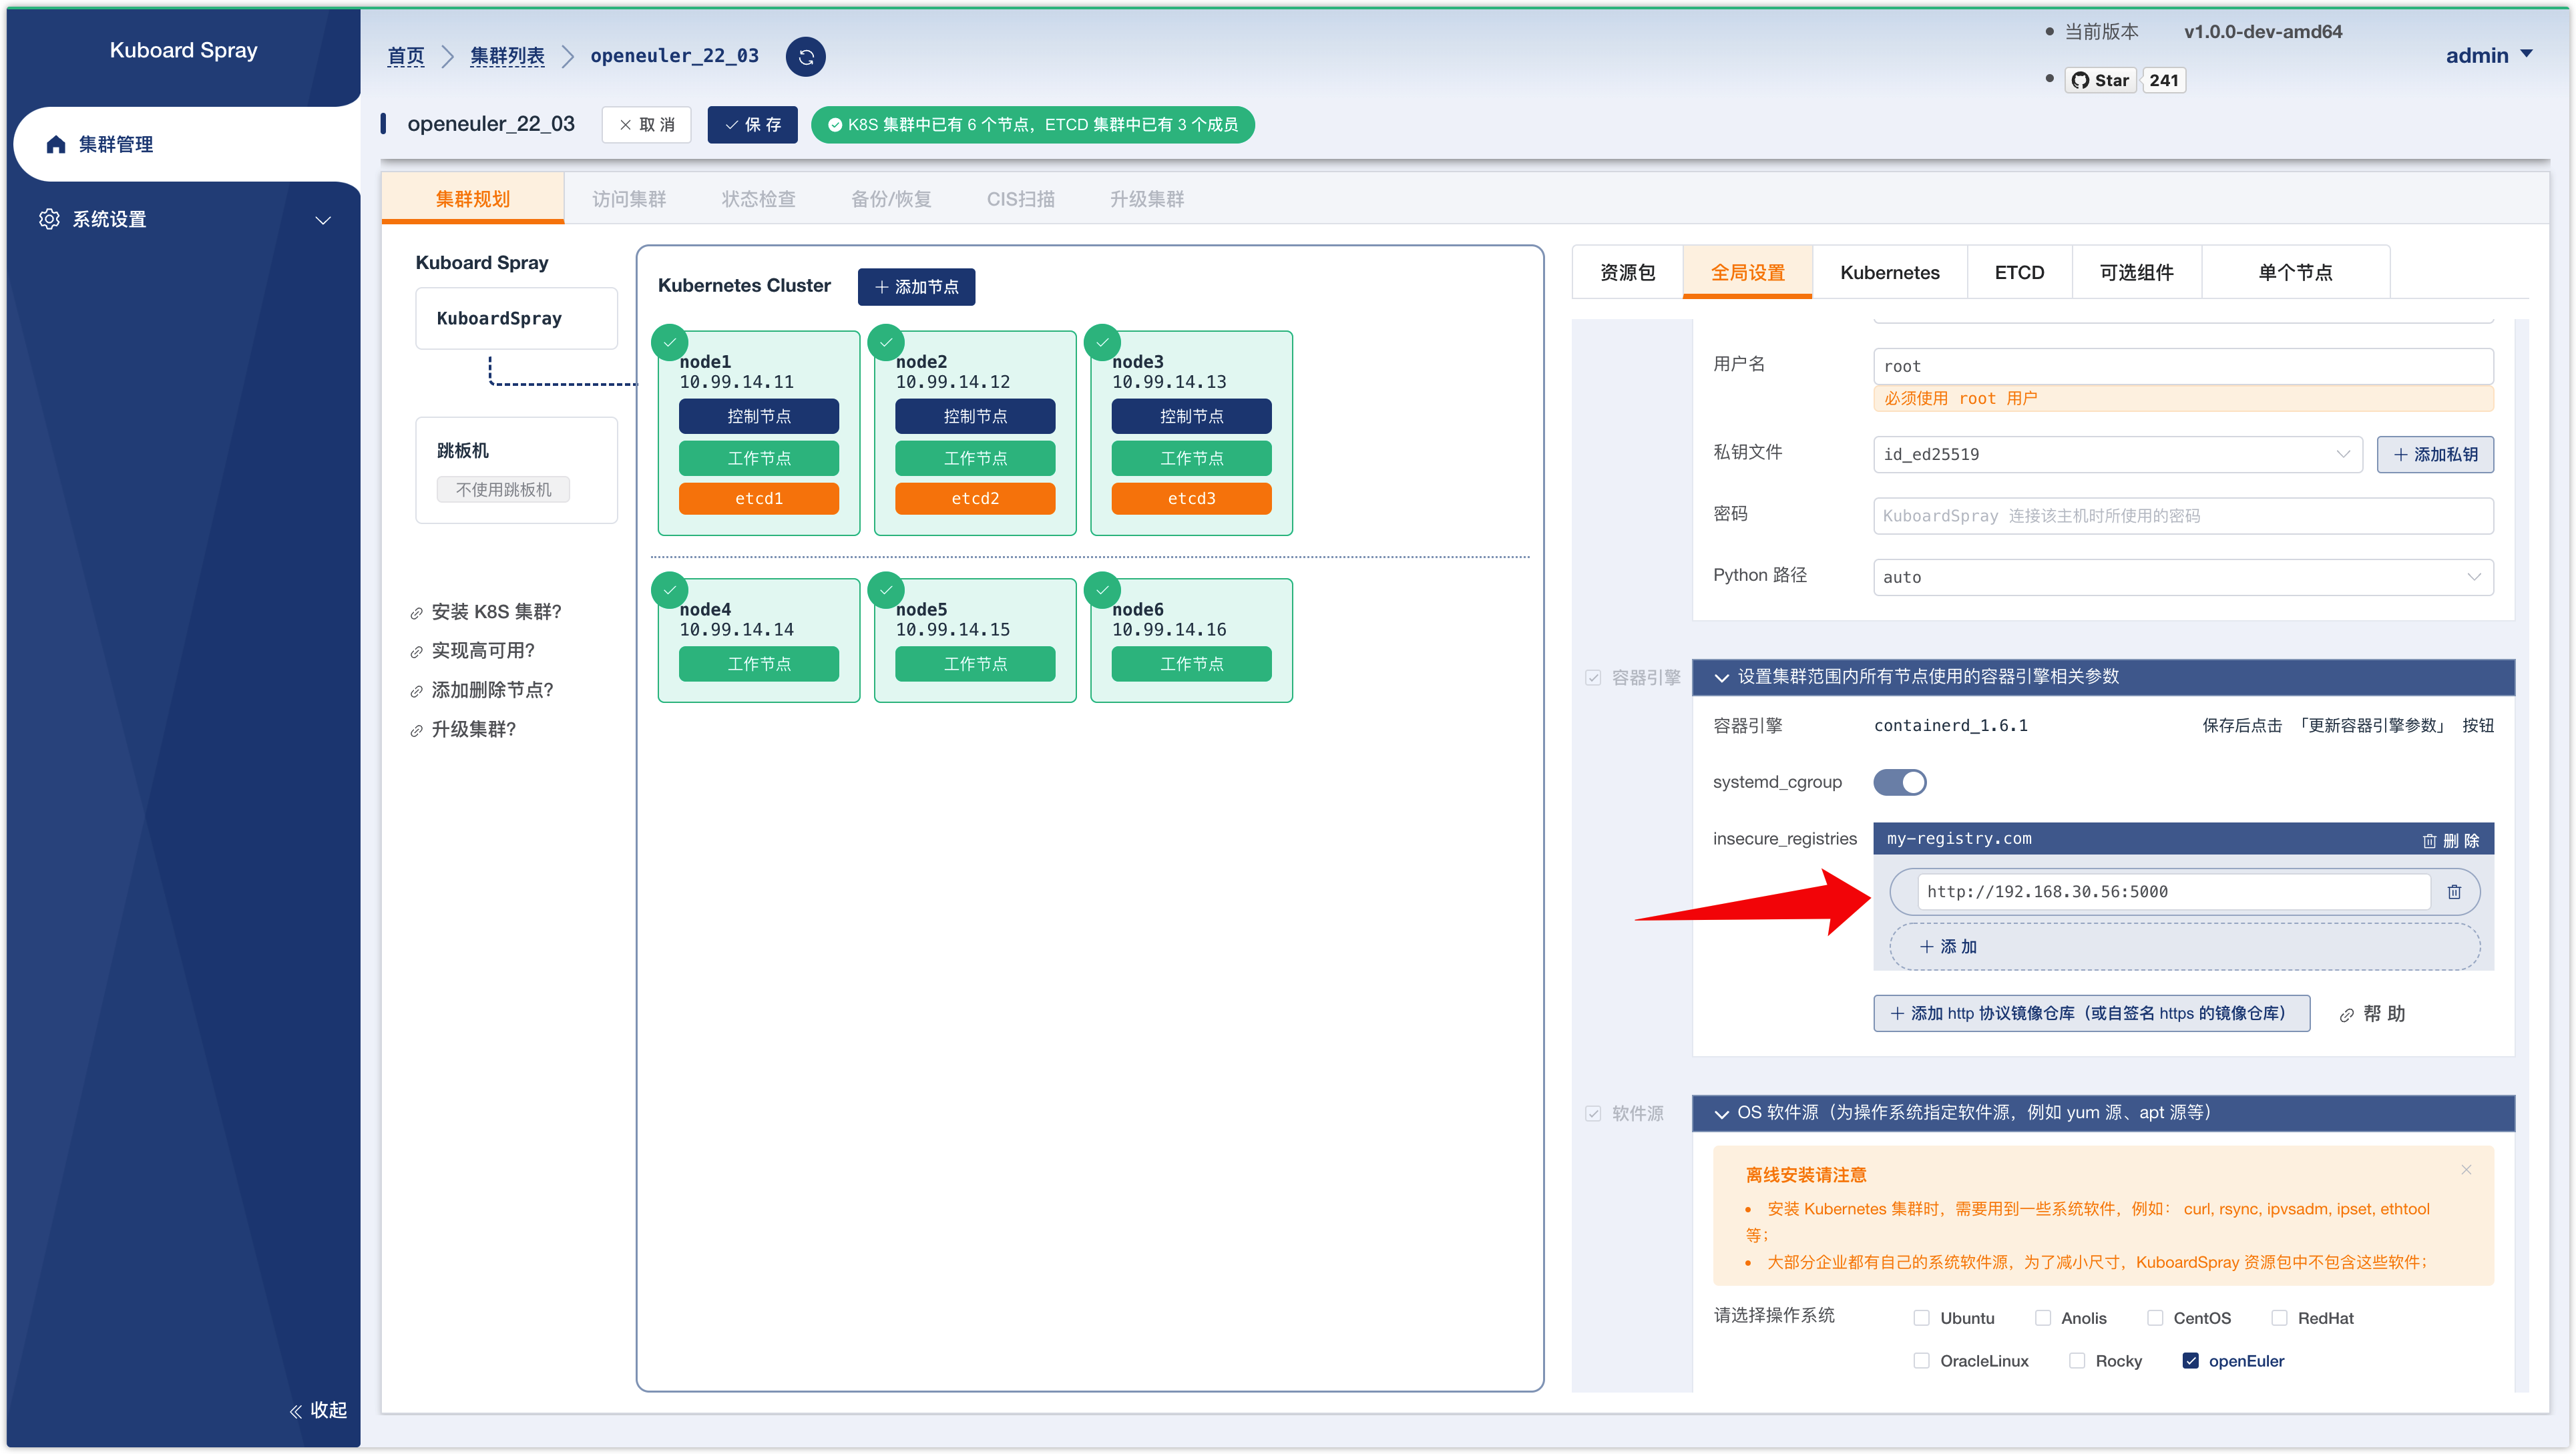 Kuboard Spray
集群管理
系统设置
收起
首页
集群列表
openeuler_22_03
当前版本 v1.0.0-dev-amd64
Star 241
admin
openeuler_22_03
取 消
保 存
K8S 集群中已有 6 个节点，ETCD 集群中已有 3 个成员
集群规划
访问集群
状态检查
备份/恢复
CIS扫描
升级集群
Kuboard Spray
KuboardSpray
跳板机
不使用跳板机
安装 K8S 集群?
实现高可用?
添加删除节点?
升级集群?
Kubernetes Cluster
添加节点
node1
10.99.14.11
控制节点
工作节点
etcd1
node2
10.99.14.12
控制节点
工作节点
etcd2
node3
10.99.14.13
控制节点
工作节点
etcd3
node4
10.99.14.14
工作节点
node5
10.99.14.15
工作节点
node6
10.99.14.16
工作节点
资源包
全局设置
Kubernetes
ETCD
可选组件
单个节点
用户名 root
必须使用 root 用户
私钥文件 id_ed25519 添加私钥
密码 KuboardSpray 连接该主机时所使用的密码
Python 路径 auto
容器引擎 设置集群范围内所有节点使用的容器引擎相关参数
容器引擎 containerd_1.6.1 保存后点击 「更新容器引擎参数」 按钮
systemd_cgroup
insecure_registries my-registry.com 删 除
http://192.168.30.56:5000
添 加
添加 http 协议镜像仓库（或自签名 https 的镜像仓库） 帮 助
软件源 OS 软件源（为操作系统指定软件源，例如 yum 源、apt 源等）
离线安装请注意
安装 Kubernetes 集群时，需要用到一些系统软件，例如： curl, rsync, ipvsadm, ipset, ethtool
等；
大部分企业都有自己的系统软件源，为了减小尺寸，KuboardSpray 资源包中不包含这些软件；
请选择操作系统 Ubuntu Anolis CentOS RedHat
OracleLinux Rocky openEuler